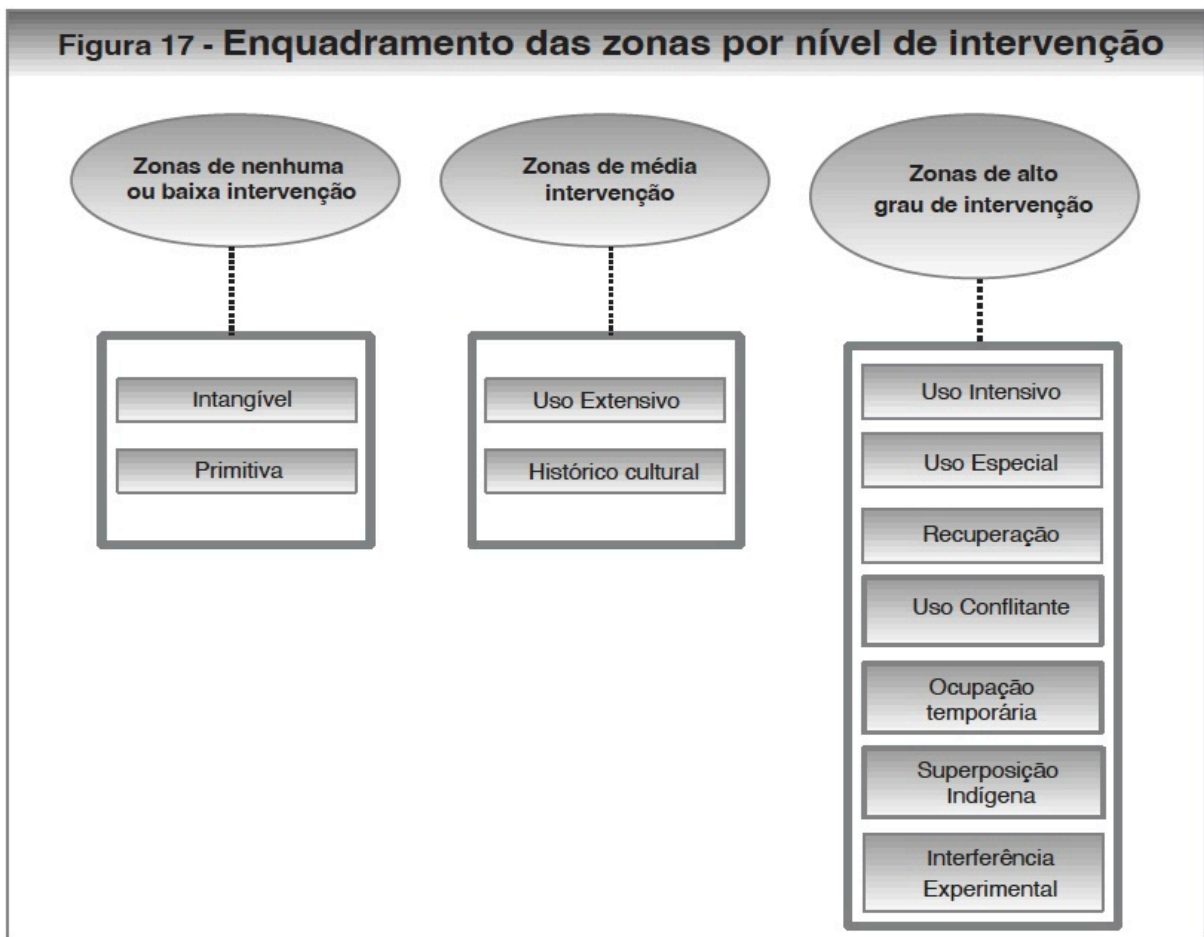 Figura 17 - Enquadramento das zonas por nível de intervenção
Zonas de nenhuma
ou baixa intervenção
Intangível
Primitiva
Zonas de média
intervenção
Uso Extensivo
Histórico cultural
Zonas de alto
grau de intervenção
Uso Intensivo
Uso Especial
Recuperação
Uso Conflitante
Ocupação
temporária
Superposição
Indígena
Interferência
Experimental